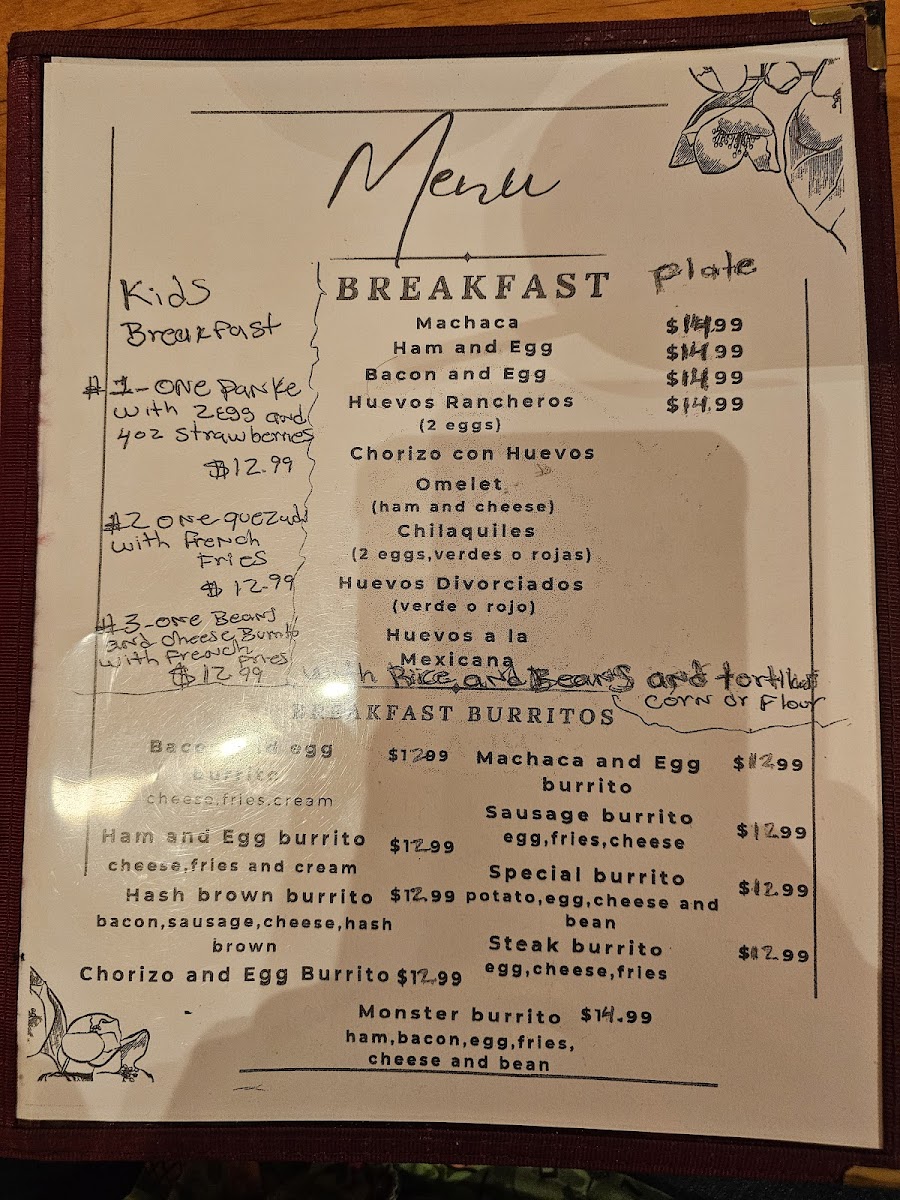 Menu
Kids
Breakfast
#1-one panke
with 2 Egg and
4oz strawberries
$12.99
#2 one quezad
with French
Fries
$12.99
#3-one Beans
and cheese Burrito
with French
Fries
$12.99
BREAKFAST
Plate
Machaca $14.99
Ham and Egg $14.99
Bacon and Egg $14.99
Huevos Rancheros $14.99
(2 eggs)
Chorizo con Huevos
Omelet
(ham and cheese)
Chilaquiles
(2 eggs,verdes o rojas)
Huevos Divorciados
(verde o rojo)
Huevos a la
Mexicana
with Rice and Beans and tortillas
corn or Flour
BREAKFAST BURRITOS
Bacon and egg $12.99
burrito
cheese,fries,cream
Ham and Egg burrito $12.99
cheese,fries and cream
Hash brown burrito $12.99
bacon,sausage,cheese,hash
brown
Chorizo and Egg Burrito $12.99
Machaca and Egg $12.99
burrito
Sausage burrito $12.99
egg,fries,cheese
Special burrito $12.99
potato,egg,cheese and
bean
Steak burrito $12.99
egg,cheese,fries
Monster burrito $14.99
ham,bacon,egg,fries,
cheese and bean